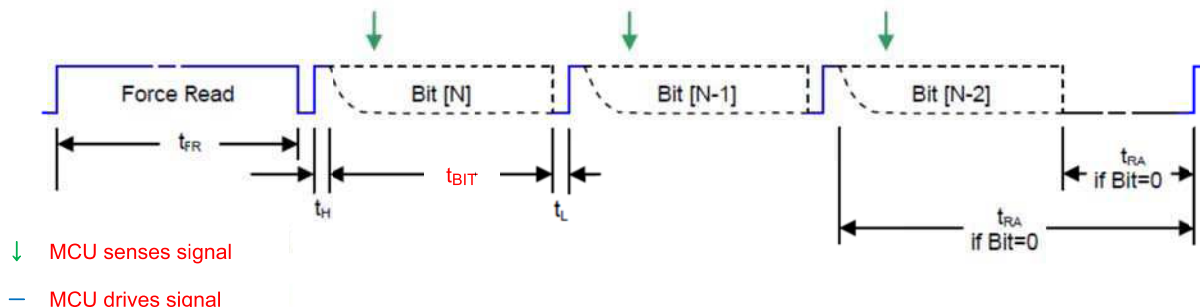 Force Read
Bit [N]
Bit [N-1]
Bit [N-2]
tFR
tBIT
tH
tL
tRA
if Bit=0
tRA
if Bit=0
MCU senses signal
MCU drives signal